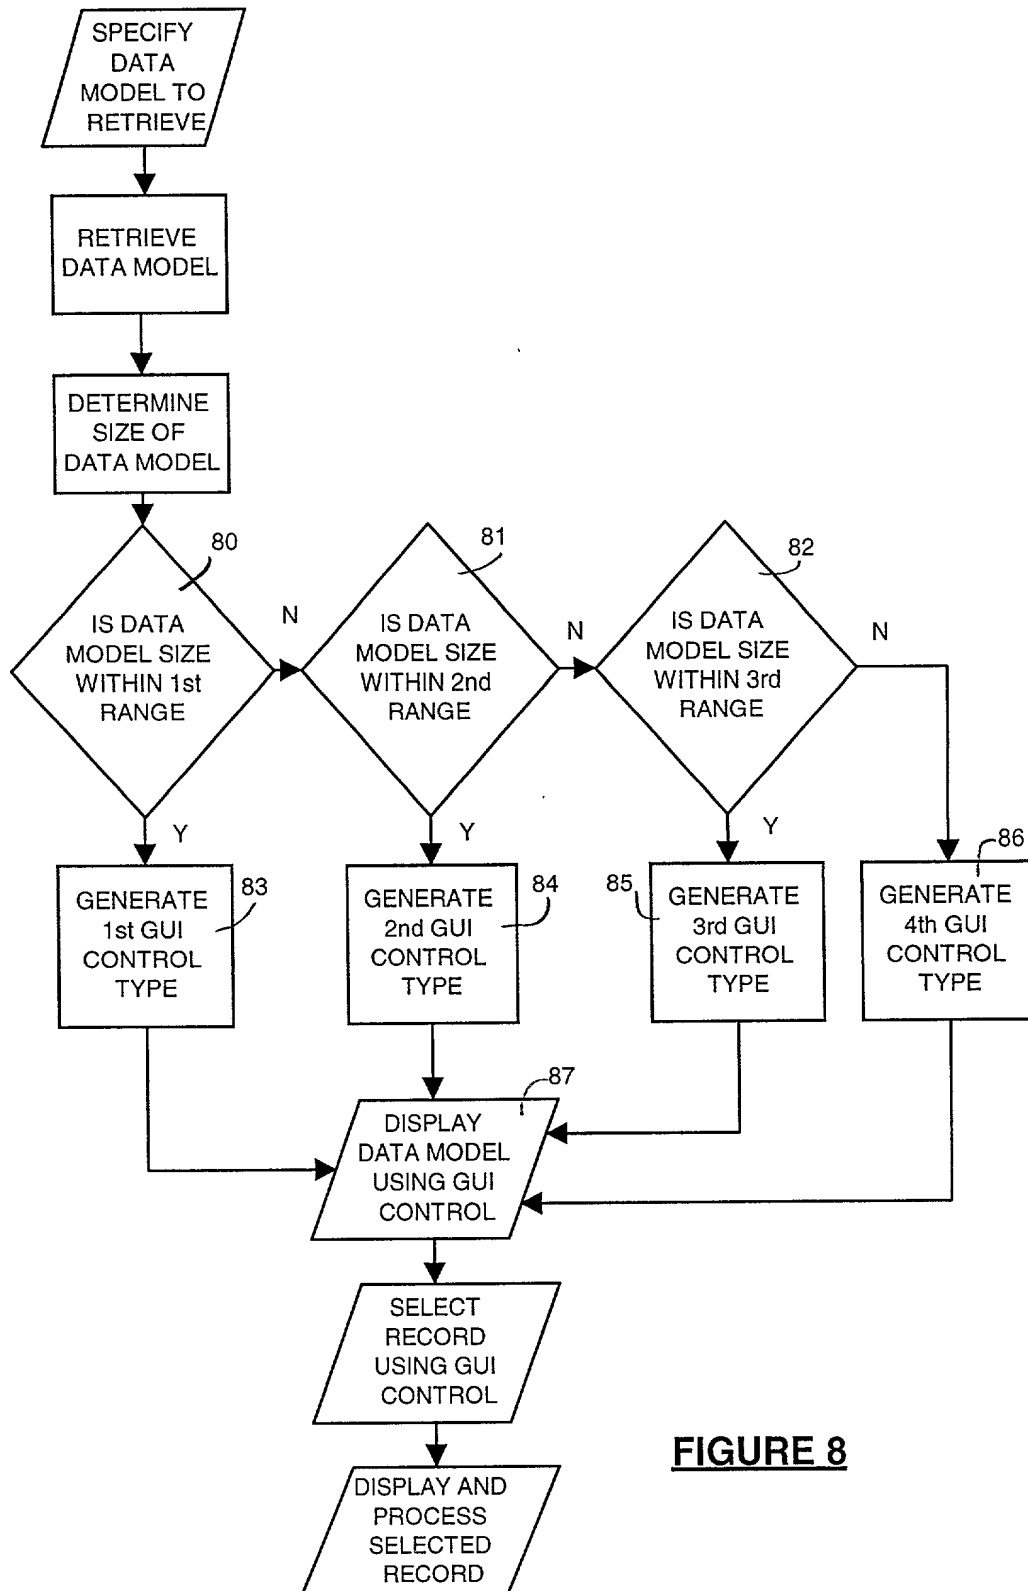 SPECIFY
DATA
MODEL TO
RETRIEVE
RETRIEVE
DATA MODEL
DETERMINE
SIZE OF
DATA MODEL
80
IS DATA
MODEL SIZE
WITHIN 1st
RANGE
N
Y
81
IS DATA
MODEL SIZE
WITHIN 2nd
RANGE
N
Y
82
IS DATA
MODEL SIZE
WITHIN 3rd
RANGE
N
Y
GENERATE
1st GUI
CONTROL
TYPE
83
GENERATE
2nd GUI
CONTROL
TYPE
84
85
GENERATE
3rd GUI
CONTROL
TYPE
86
GENERATE
4th GUI
CONTROL
TYPE
87
DISPLAY
DATA MODEL
USING GUI
CONTROL
SELECT
RECORD
USING GUI
CONTROL
DISPLAY AND
PROCESS
SELECTED
RECORD
FIGURE 8